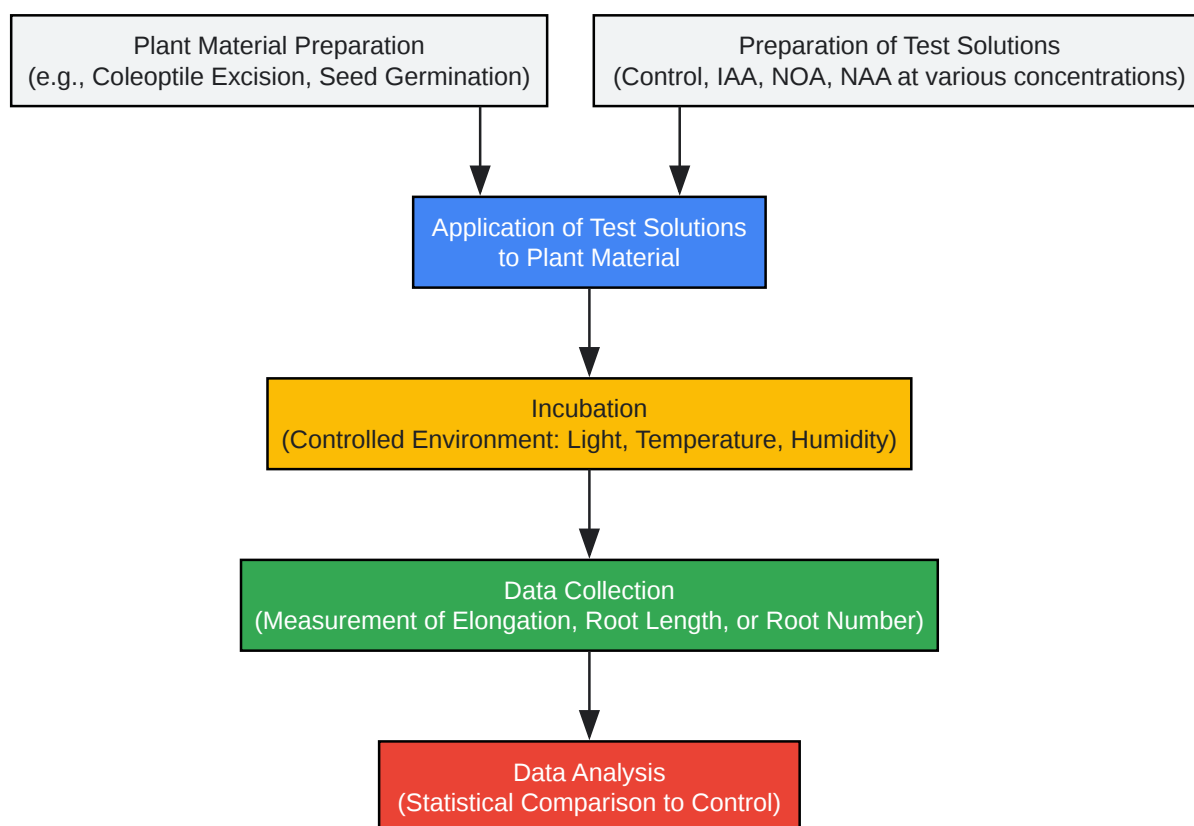 Plant Material Preparation
(e.g., Coleoptile Excision, Seed Germination)
Preparation of Test Solutions
(Control, IAA, NOA, NAA at various concentrations)
Application of Test Solutions
to Plant Material
Incubation
(Controlled Environment: Light, Temperature, Humidity)
Data Collection
(Measurement of Elongation, Root Length, or Root Number)
Data Analysis
(Statistical Comparison to Control)